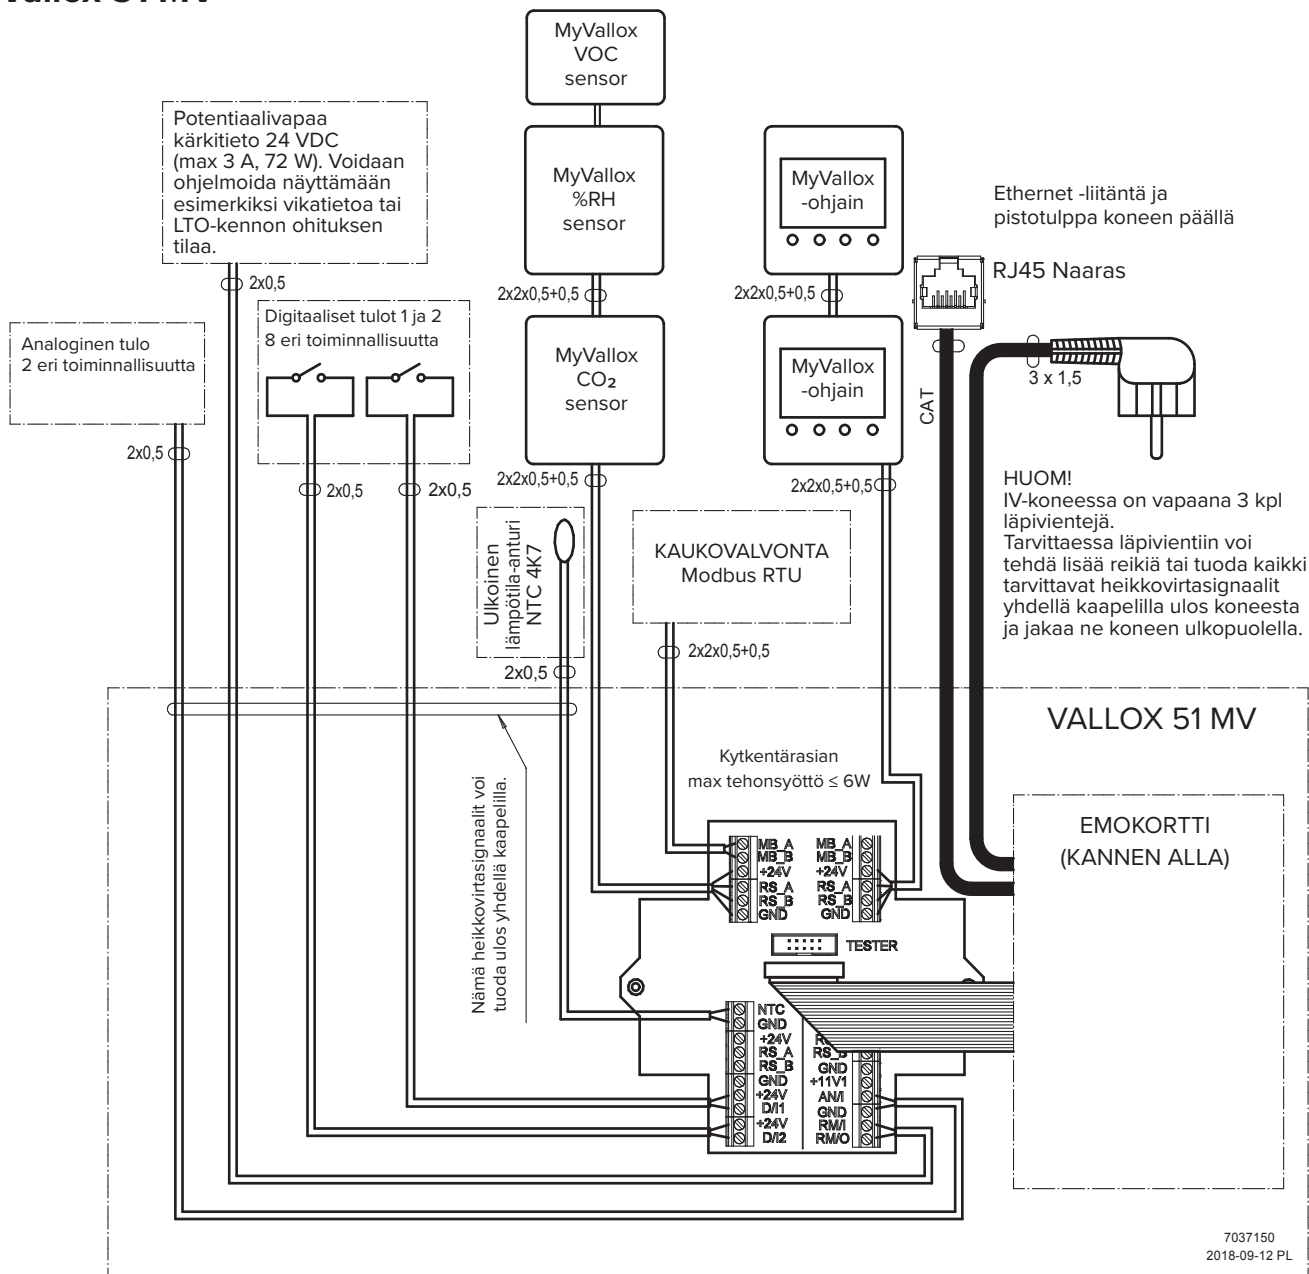 MyVallox
VOC
sensor
Potentiaalivapaa
kärkitieto 24 VDC
(max 3 A, 72 W). Voidaan
ohjelmoida näyttämään
esimerkiksi vikatietoa tai
LTO-kennon ohituksen
tilaa.
MyVallox
%RH
sensor
MyVallox
-ohjain
Ethernet -liitäntä ja
pistotulppa koneen päällä
RJ45 Naaras
2x0,5
2x2x0,5+0,5
2x2x0,5+0,5
Digitaaliset tulot 1 ja 2
8 eri toiminnallisuutta
Analoginen tulo
2 eri toiminnallisuutta
MyVallox
CO₂
sensor
MyVallox
-ohjain
3 x 1,5
CAT
2x0,5
2x0,5
2x0,5
2x2x0,5+0,5
2x2x0,5+0,5
HUOM!
IV-koneessa on vapaana 3 kpl
läpivientejä.
Tarvittaessa läpivientiin voi
tehdä lisää reikiä tai tuoda kaikki
tarvittavat heikkovirtasignaalit
yhdellä kaapelilla ulos koneesta
ja jakaa ne koneen ulkopuolella.
Ulkoinen
lämpötila-anturi
NTC 4K7
KAUKOVALVONTA
Modbus RTU
2x0,5
2x2x0,5+0,5
VALLOX 51 MV
Kytkentärasian
max tehonsyöttö ≤ 6W
Nämä heikkovirtasignaalit voi
tuoda ulos yhdellä kaapelilla.
EMOKORTTI
(KANNEN ALLA)
MB_A MB_A
MB_B MB_B
+24V +24V
RS_A RS_A
RS_B RS_B
GND GND
TESTER
NTC
GND
+24V
RS_A RS_B
RS_B GND
GND +11V1
+24V AN/I
D/I1 GND
+24V RM/I
D/I2 RM/O
7037150
2018-09-12 PL